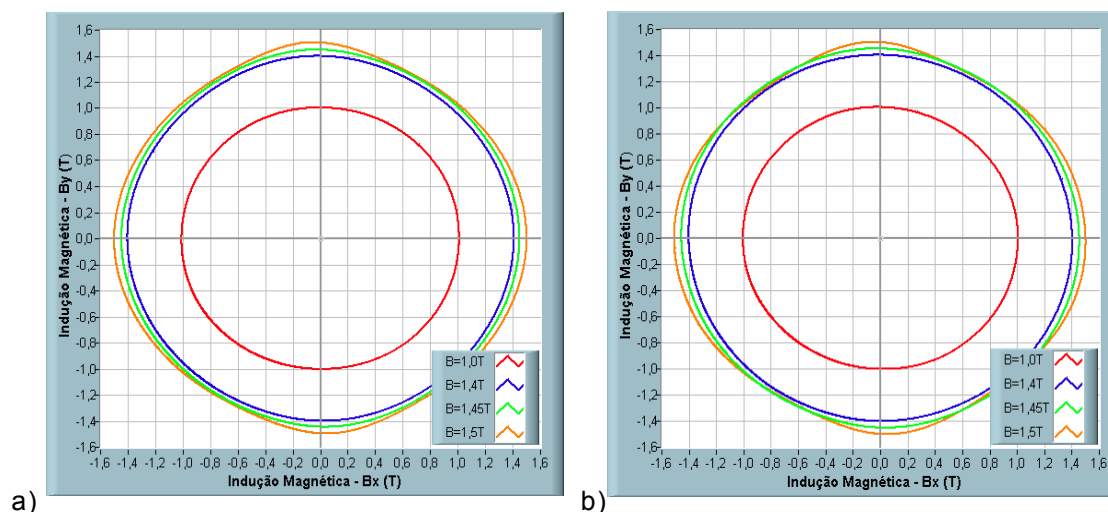 1,6
1,4
1,2
1,0
0,8
0,6
0,4
0,2
0,0
-0,2
-0,4
-0,6
-0,8
-1,0
-1,2
-1,4
-1,6
Indução Magnética - By (T)
B=1,0T
B=1,4T
B=1,45T
B=1,5T
-1,6 -1,4 -1,2 -1,0 -0,8 -0,6 -0,4 -0,2 0,0 0,2 0,4 0,6 0,8 1,0 1,2 1,4 1,6
Indução Magnética - Bx (T)
a)
1,6
1,4
1,2
1,0
0,8
0,6
0,4
0,2
0,0
-0,2
-0,4
-0,6
-0,8
-1,0
-1,2
-1,4
-1,6
Indução Magnética - By (T)
B=1,0T
B=1,4T
B=1,45T
B=1,5T
-1,6 -1,4 -1,2 -1,0 -0,8 -0,6 -0,4 -0,2 0,0 0,2 0,4 0,6 0,8 1,0 1,2 1,4 1,6
Indução Magnética - Bx (T)
b)